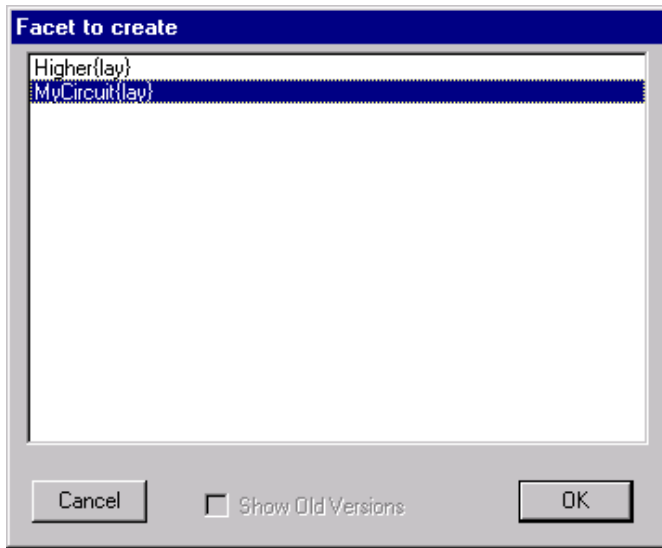 Facet to create
Higher{lay}
MyCircuit{lay}
Cancel
Show Old Versions
OK